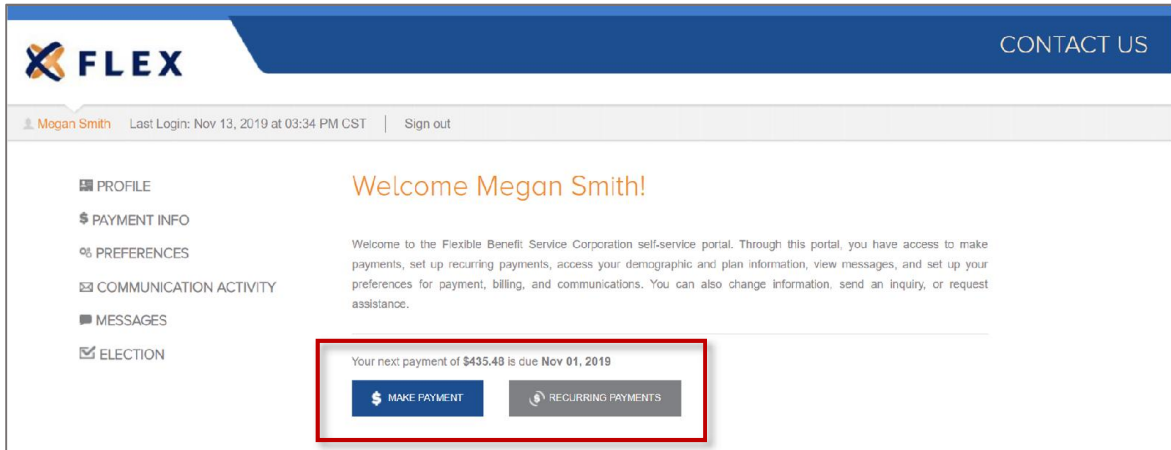 FLEX
CONTACT US
Megan Smith Last Login: Nov 13, 2019 at 03:34 PM CST | Sign out
PROFILE
$ PAYMENT INFO
PREFERENCES
COMMUNICATION ACTIVITY
MESSAGES
ELECTION
Welcome Megan Smith!
Welcome to the Flexible Benefit Service Corporation self-service portal. Through this portal, you have access to make
payments, set up recurring payments, access your demographic and plan information, view messages, and set up your
preferences for payment, billing, and communications. You can also change information, send an inquiry, or request
assistance.
Your next payment of $435.48 is due Nov 01, 2019
$ MAKE PAYMENT
$ RECURRING PAYMENTS